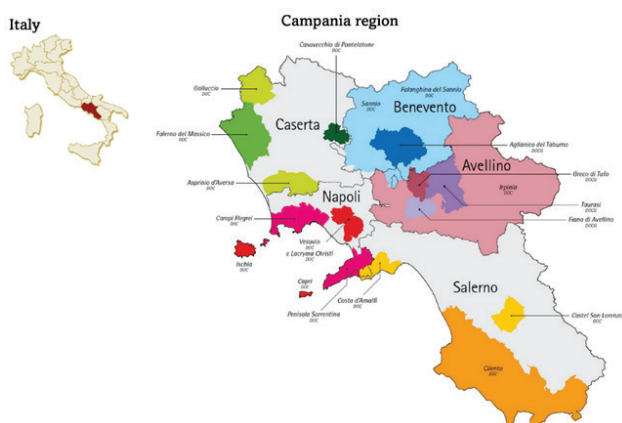 Italy
Campania region
Casavecchio di Pontelatone
DOC
Galluccio
DOC
Falanghina del Sannio
DOC
Sannio
DOC
Benevento
Caserta
Falerno del Massico
DOC
Aglianico del Taburno
DOCG
Avellino
Greco di Tufo
DOCG
Asprinio d'Aversa
DOC
Napoli
Irpinia
DOC
Taurasi
DOCG
Campi Flegrei
DOC
Fiano di Avellino
DOCG
Vesuvio
e Lacryma Christi
DOC
Ischia
DOC
Capri
DOC
Salerno
Costa d'Amalfi
DOC
Penisola Sorrentina
DOC
Castel San Lorenzo
DOC
Cilento
DOC